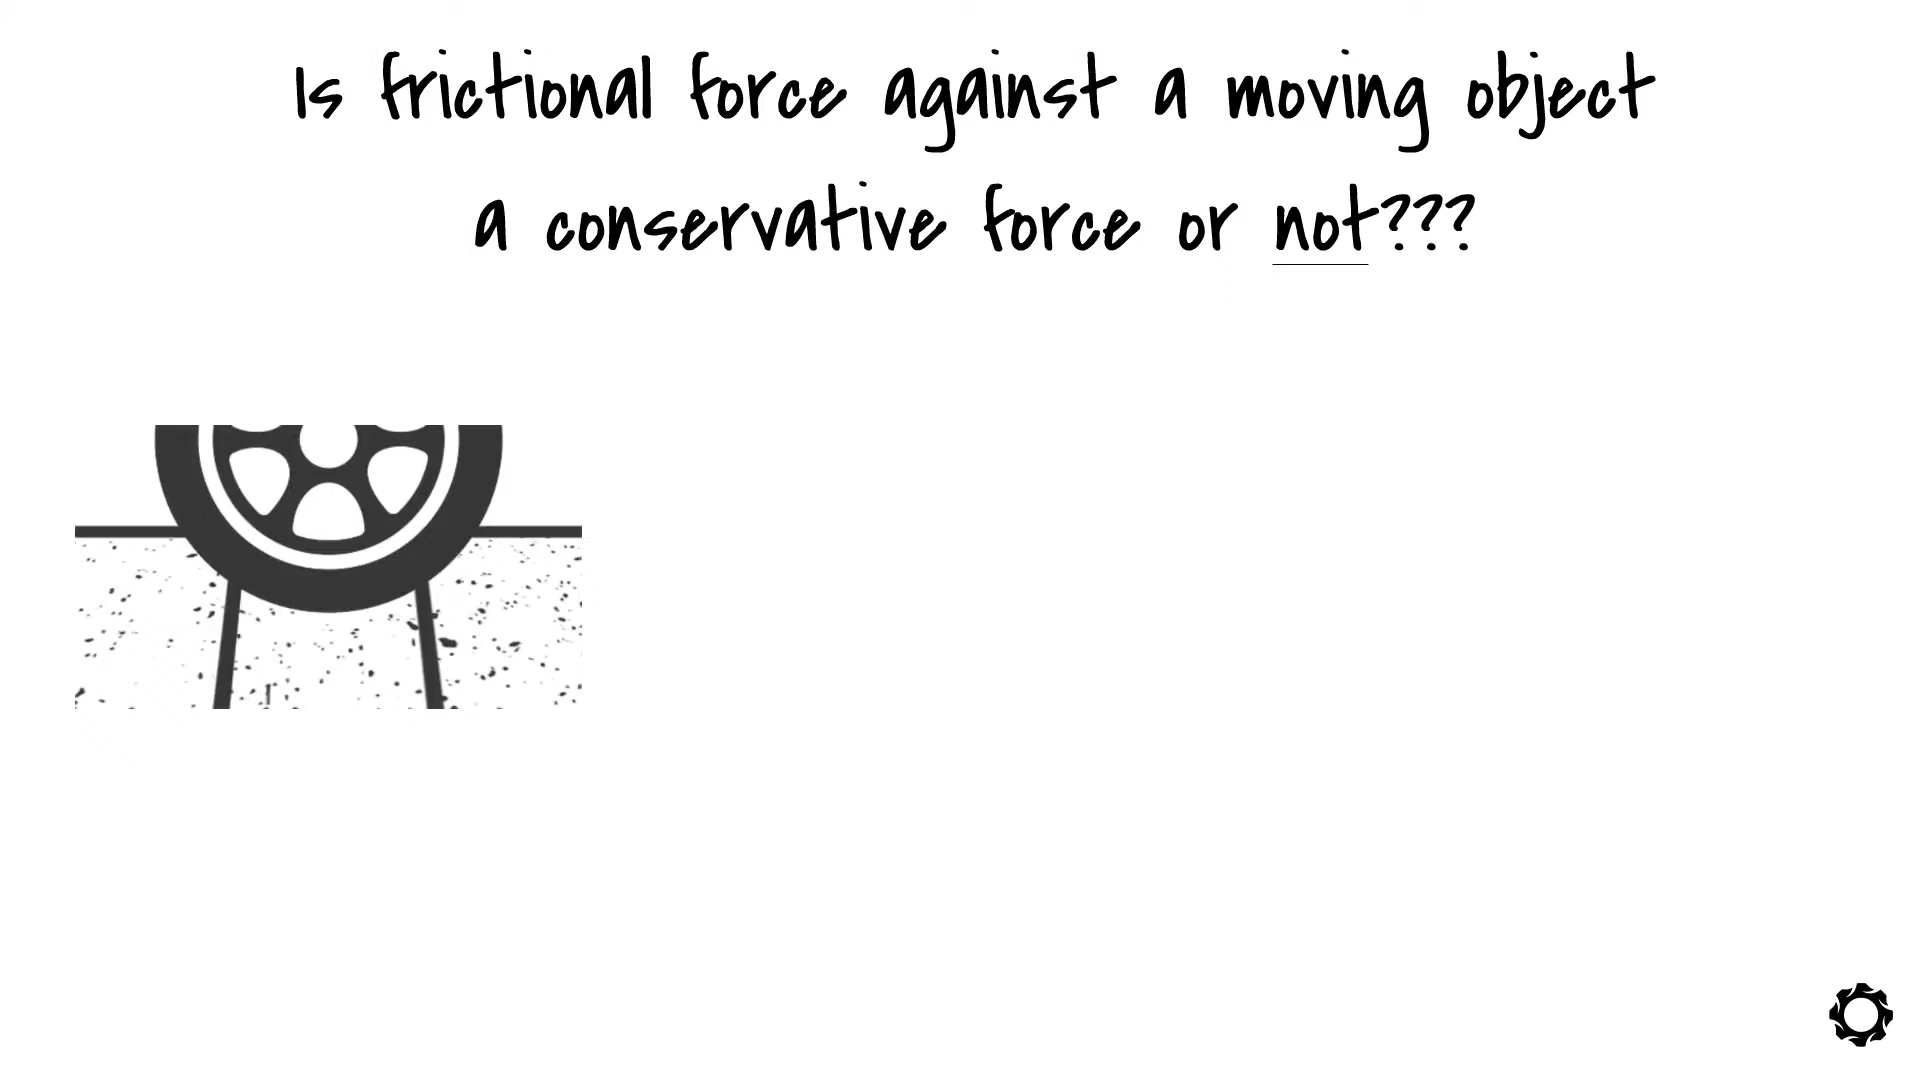 Is frictional force against a moving object
a conservative force or not???